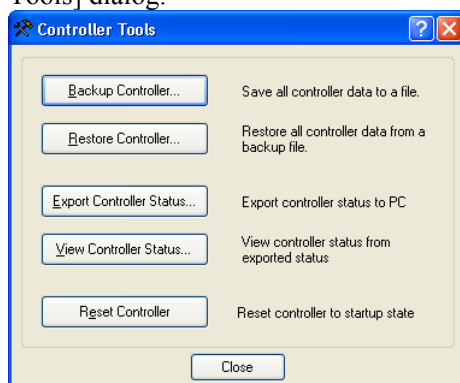 Tools] dialog.
Controller Tools
Backup Controller... Save all controller data to a file.
Restore Controller... Restore all controller data from a
backup file.
Export Controller Status... Export controller status to PC
View Controller Status... View controller status from
exported status
Reset Controller Reset controller to startup state
Close